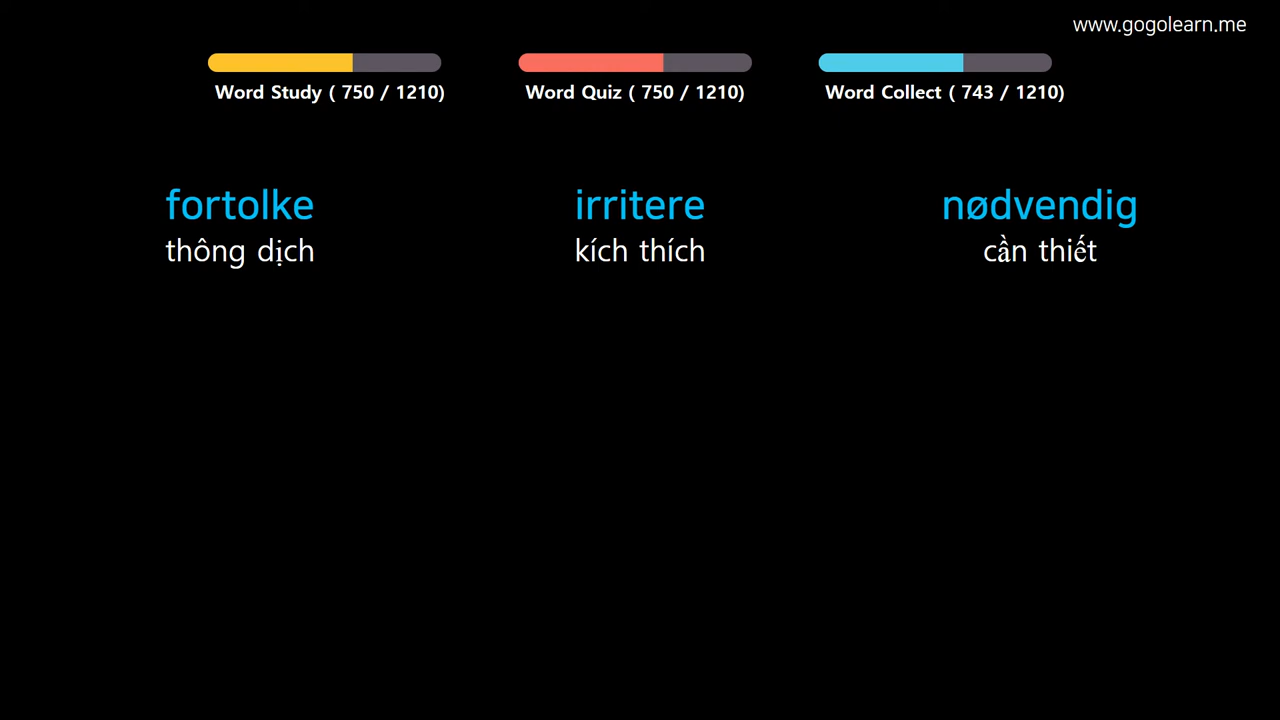 www.gogolearn.me
Word Study ( 750 / 1210)
Word Quiz ( 750 / 1210)
Word Collect ( 743 / 1210)
fortolke
thông dịch
irritere
kích thích
nødvendig
cần thiết